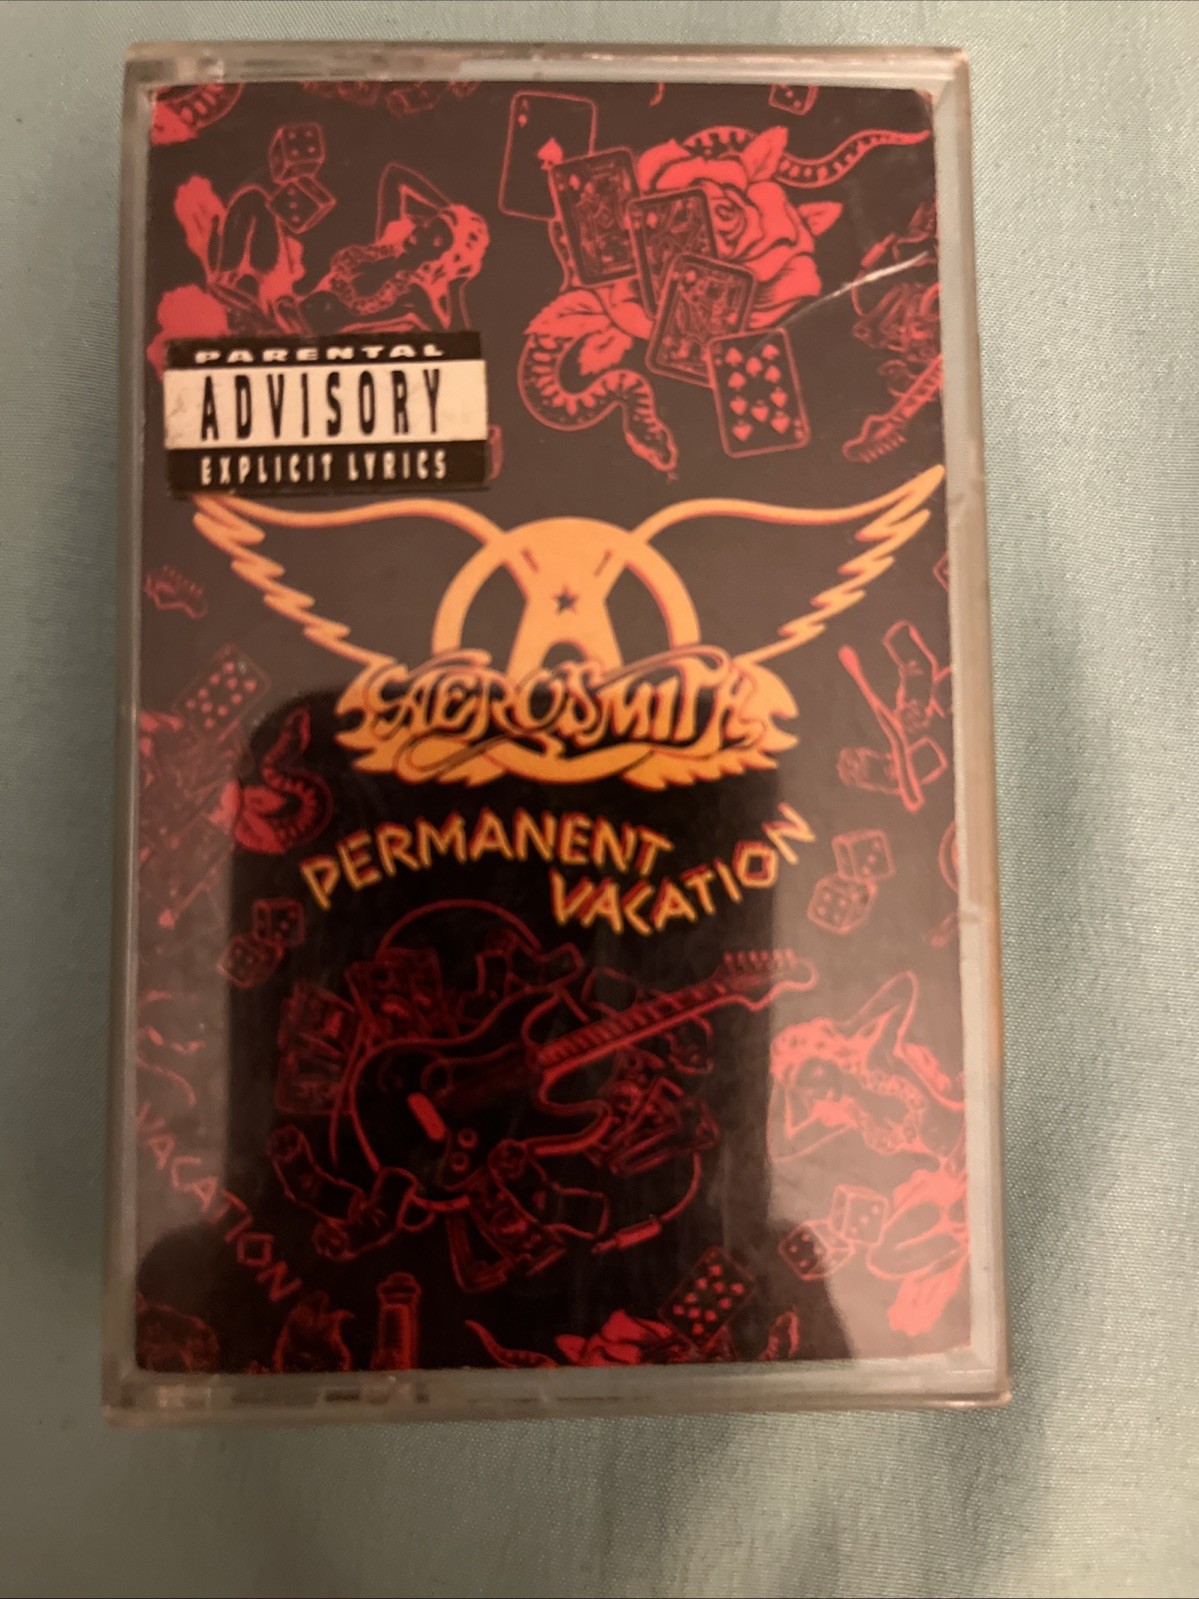 PARENTAL
ADVISORY
EXPLICIT LYRICS
AEROSMITH
PERMANENT
VACATION
VACATION